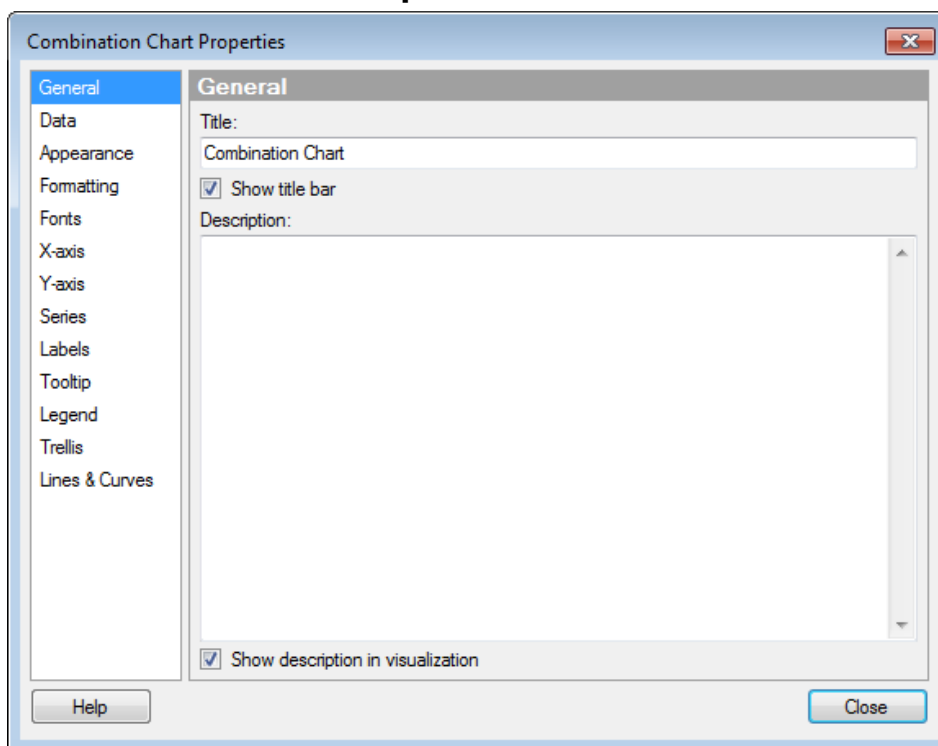 Combination Chart Properties
General
Data
Appearance
Formatting
Fonts
X-axis
Y-axis
Series
Labels
Tooltip
Legend
Trellis
Lines & Curves
General
Title:
Combination Chart
Show title bar
Description:
Show description in visualization
Help
Close